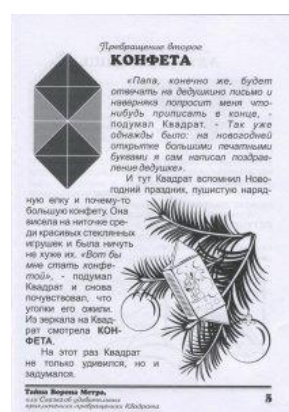 Превращение второе
КОНФЕТА
«Папа, конечно же, будет
отвечать на дедушкино письмо и
наверняка попросит меня что-
нибудь приписать в конце, -
подумал Квадрат. - Так уже
однажды было: на новогодней
открытке большими печатными
буквами я сам написал поздрав-
ление дедушке».
И тут Квадрат вспомнил Ново-
годний праздник, пушистую наряд-
ную елку и почему-то
большую конфету. Она
висела на ниточке сре-
ди красивых стеклянных
игрушек и была ничуть
не хуже их. «Вот бы
мне стать конфе-
той», - подумал
Квадрат и снова
почувствовал, что
уголки его ожили.
Из зеркала на Квад-
рат смотрела КОН-
ФЕТА.
На этот раз Квадрат
не только удивился, но и
задумался.
Тайна Ворона Метра,
или Сказка об удивительных
приключениях-превращениях Квадрата
5